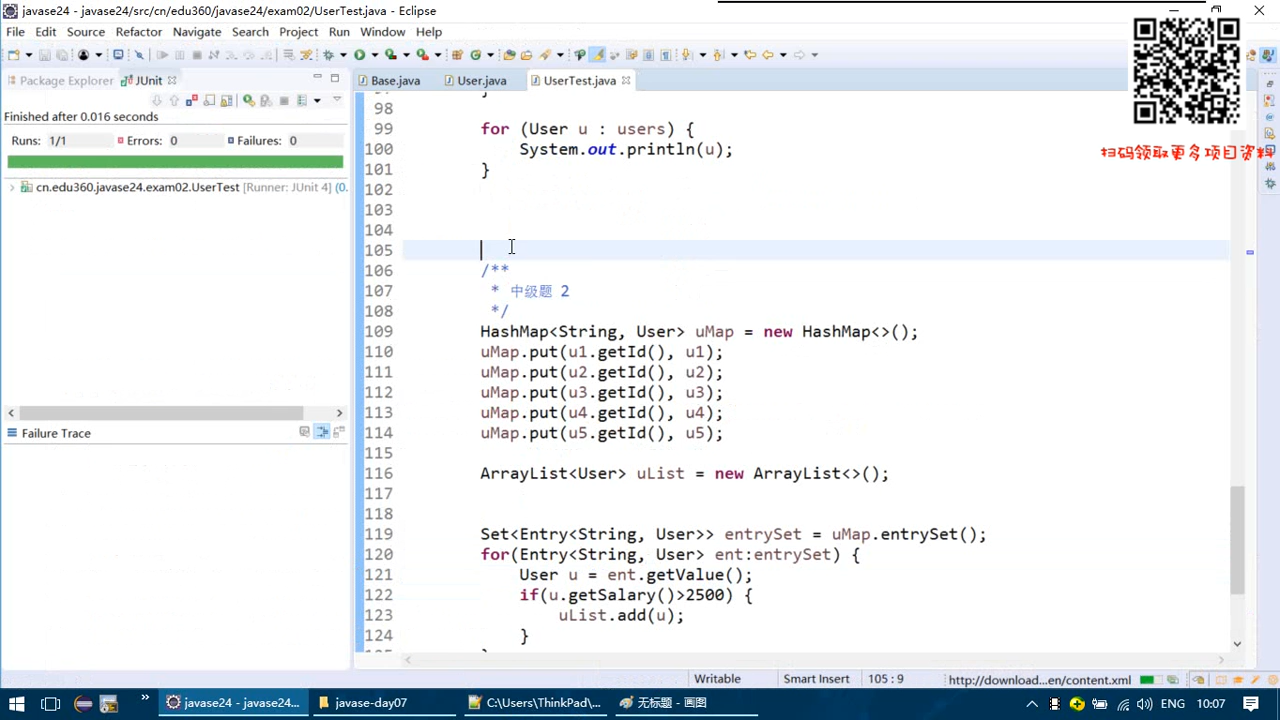 javase24 - javase24/src/cn/edu360/javase24/exam02/UserTest.java - Eclipse
File Edit Source Refactor Navigate Search Project Run Window Help
扫码领取更多项目资料
Package Explorer JUnit
Finished after 0.016 seconds
Runs: 1/1 Errors: 0 Failures: 0
cn.edu360.javase24.exam02.UserTest [Runner: JUnit 4] (0.
Failure Trace
Base.java User.java UserTest.java
98
99 for (User u : users) {
100 System.out.println(u);
101 }
102
103
104
105
106 /**
107 * 中级题 2
108 */
109 HashMap<String, User> uMap = new HashMap<>();
110 uMap.put(u1.getId(), u1);
111 uMap.put(u2.getId(), u2);
112 uMap.put(u3.getId(), u3);
113 uMap.put(u4.getId(), u4);
114 uMap.put(u5.getId(), u5);
115
116 ArrayList<User> uList = new ArrayList<>();
117
118
119 Set<Entry<String, User>> entrySet = uMap.entrySet();
120 for(Entry<String, User> ent:entrySet) {
121 User u = ent.getValue();
122 if(u.getSalary()>2500) {
123 uList.add(u);
124 }
Writable Smart Insert 105 : 9 http://download...en/content.xml
javase24 - javase24... javase-day07 C:\Users\ThinkPad\... 无标题 - 画图 ENG 10:07